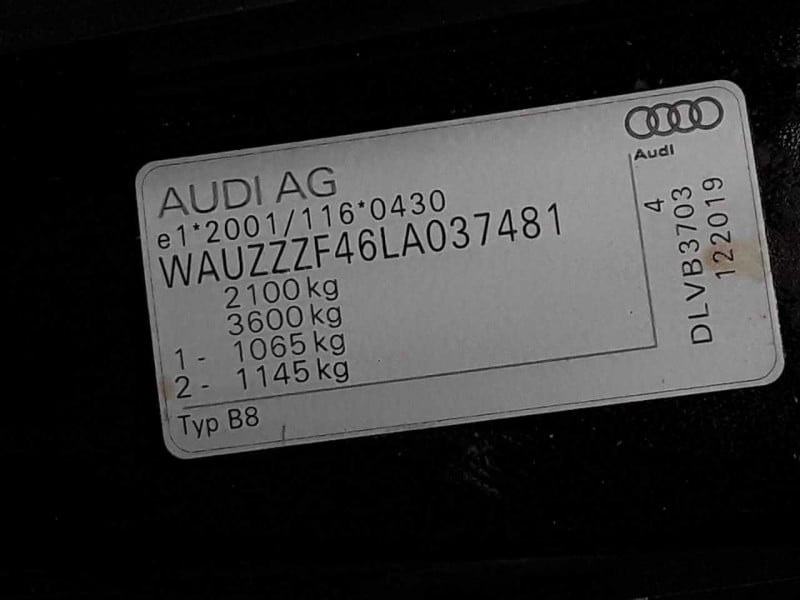 AUDI AG
e1*2001/116*0430
WAUZZZF46LA037481
2100 kg
3600 kg
1 - 1065 kg
2 - 1145 kg
Typ B8
Audi
4
DLVB3703
122019